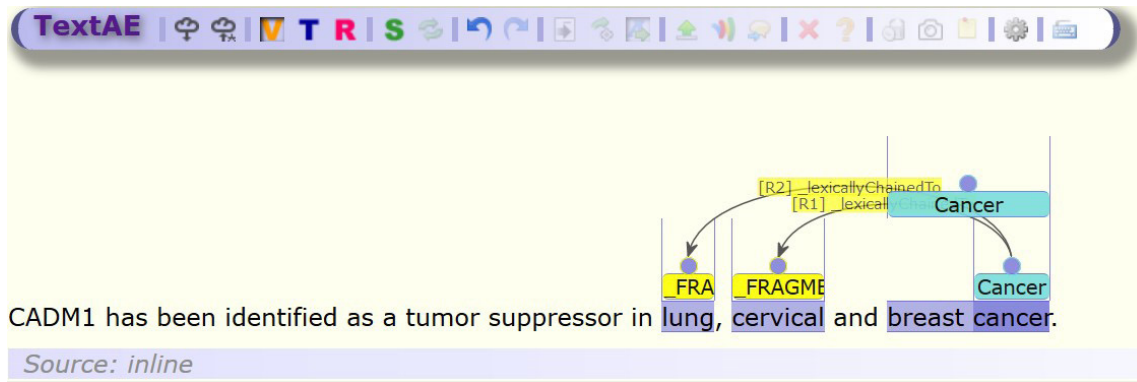 TextAE V T R S
[R2] _lexicallyChainedTo
[R1] _lexicallyCha
Cancer
_FRA _FRAGME Cancer
CADM1 has been identified as a tumor suppressor in lung, cervical and breast cancer.
Source: inline